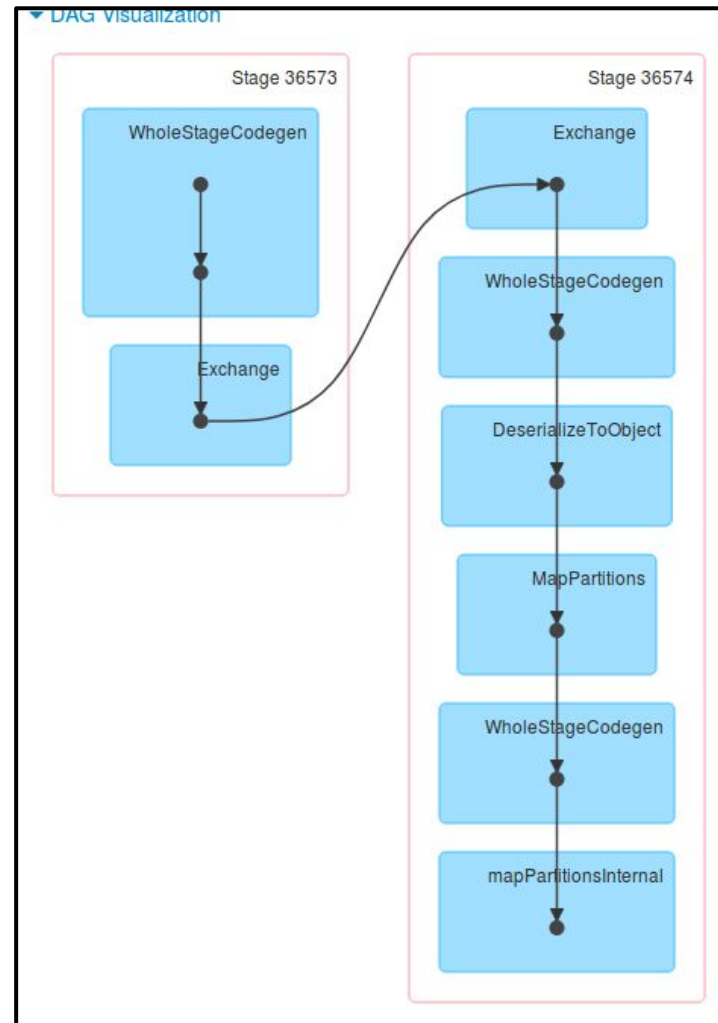 DAG Visualization
Stage 36573
WholeStageCodegen
Exchange
Stage 36574
Exchange
WholeStageCodegen
DeserializeToObject
MapPartitions
WholeStageCodegen
mapPartitionsInternal